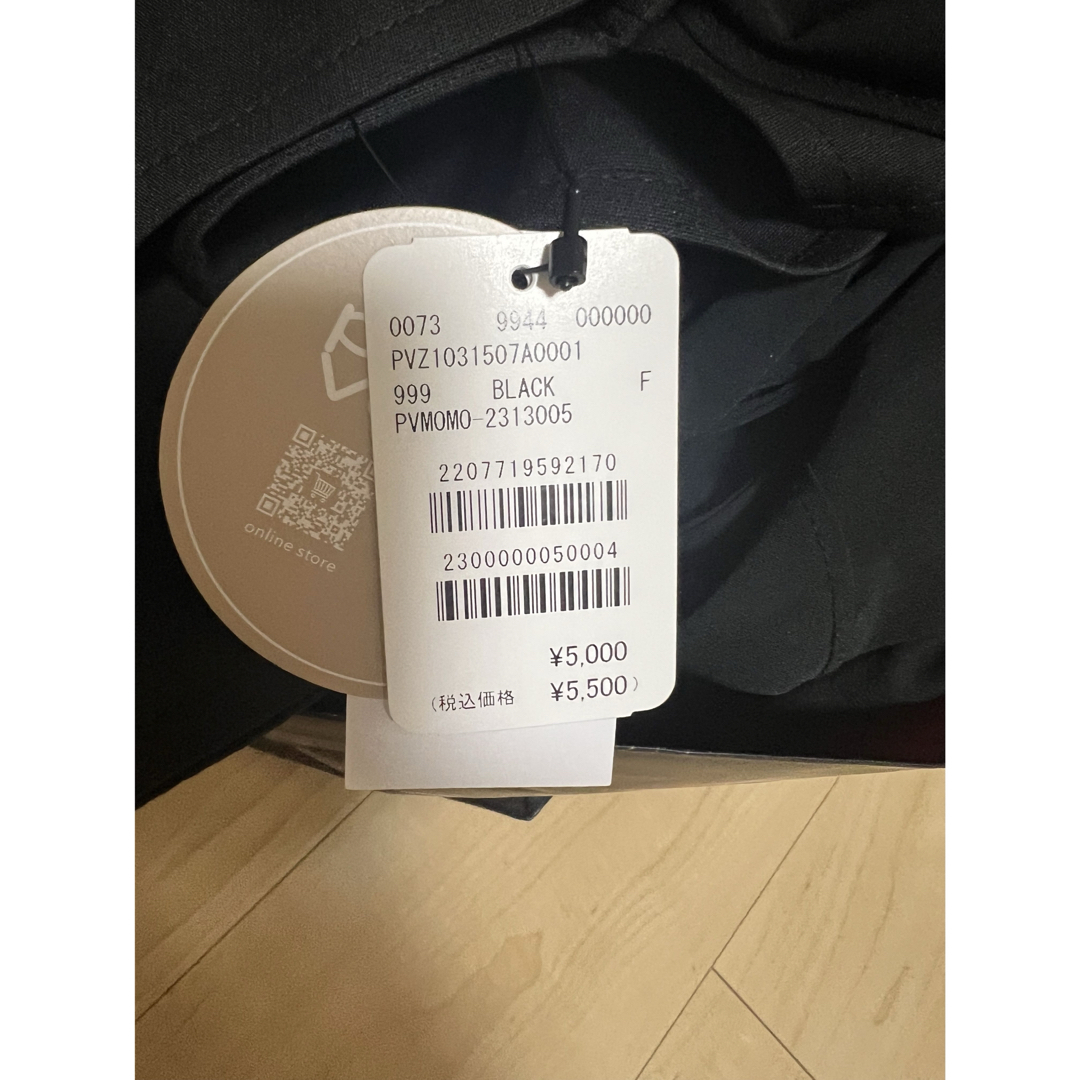 0073 9944 000000
PVZ1031507A0001
999 BLACK F
PVMOMO-2313005
2207719592170
2300000050004
¥5,000
(税込価格 ¥5,500)
online store